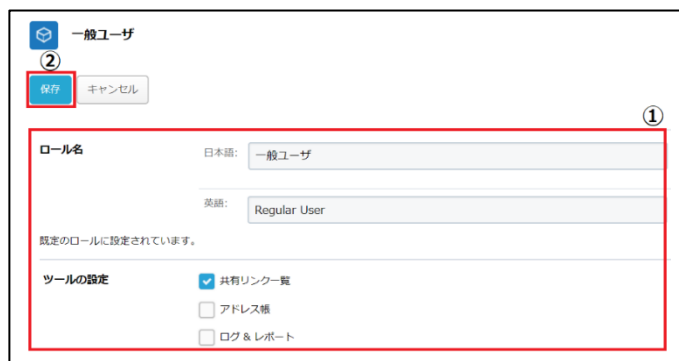 一般ユーザ
②
保存 キャンセル
①
ロール名 日本語: 一般ユーザ
英語: Regular User
既定のロールに設定されています。
ツールの設定 共有リンク一覧
アドレス帳
ログ & レポート